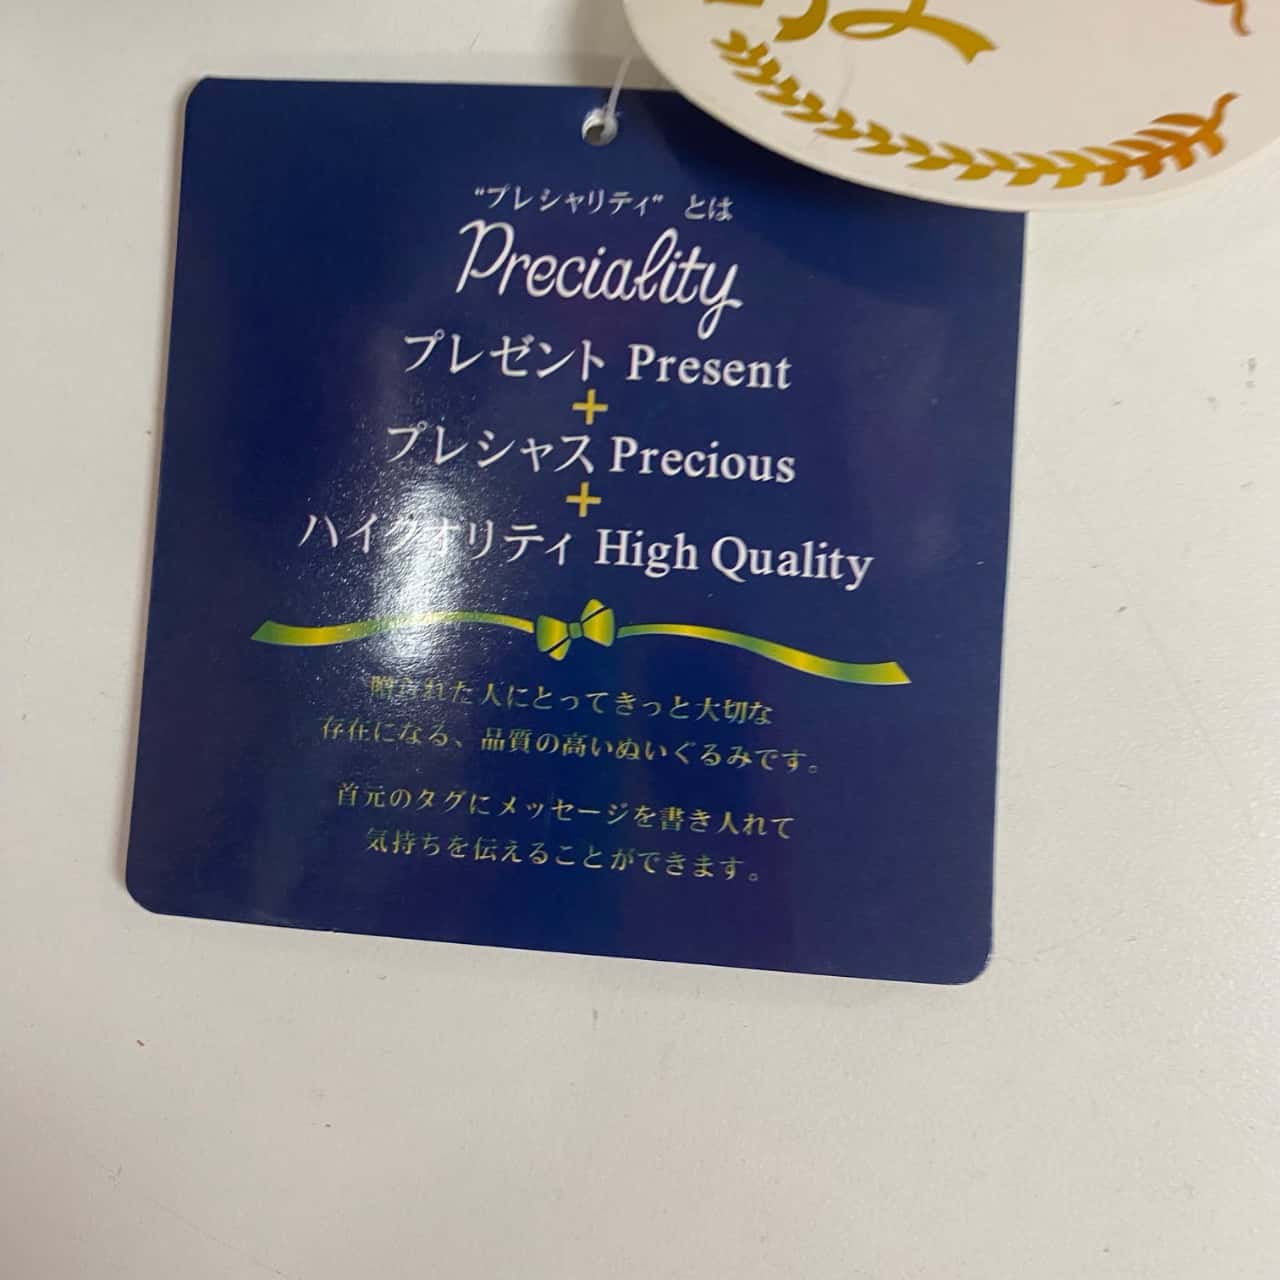 “プレシャリティ” とは
Preciality
プレゼント Present
+
プレシャス Precious
+
ハイクオリティ High Quality
贈られた人にとってきっと大切な
存在になる、品質の高いぬいぐるみです。
首元のタグにメッセージを書き入れて
気持ちを伝えることができます。